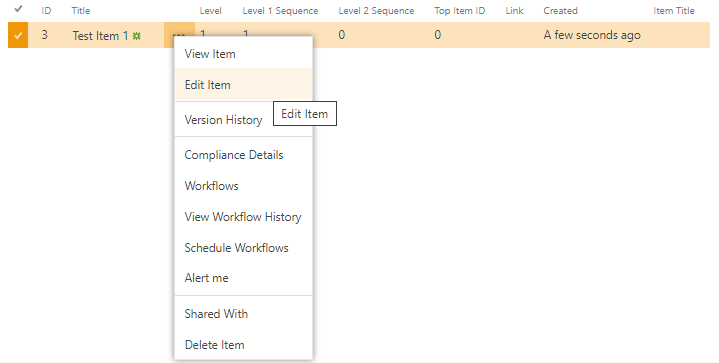 ID Title Level Level 1 Sequence Level 2 Sequence Top Item ID Link Created Item Title
3 Test Item 1 ... 1 1 0 0 A few seconds ago
View Item
Edit Item
Edit Item
Version History
Compliance Details
Workflows
View Workflow History
Schedule Workflows
Alert me
Shared With
Delete Item